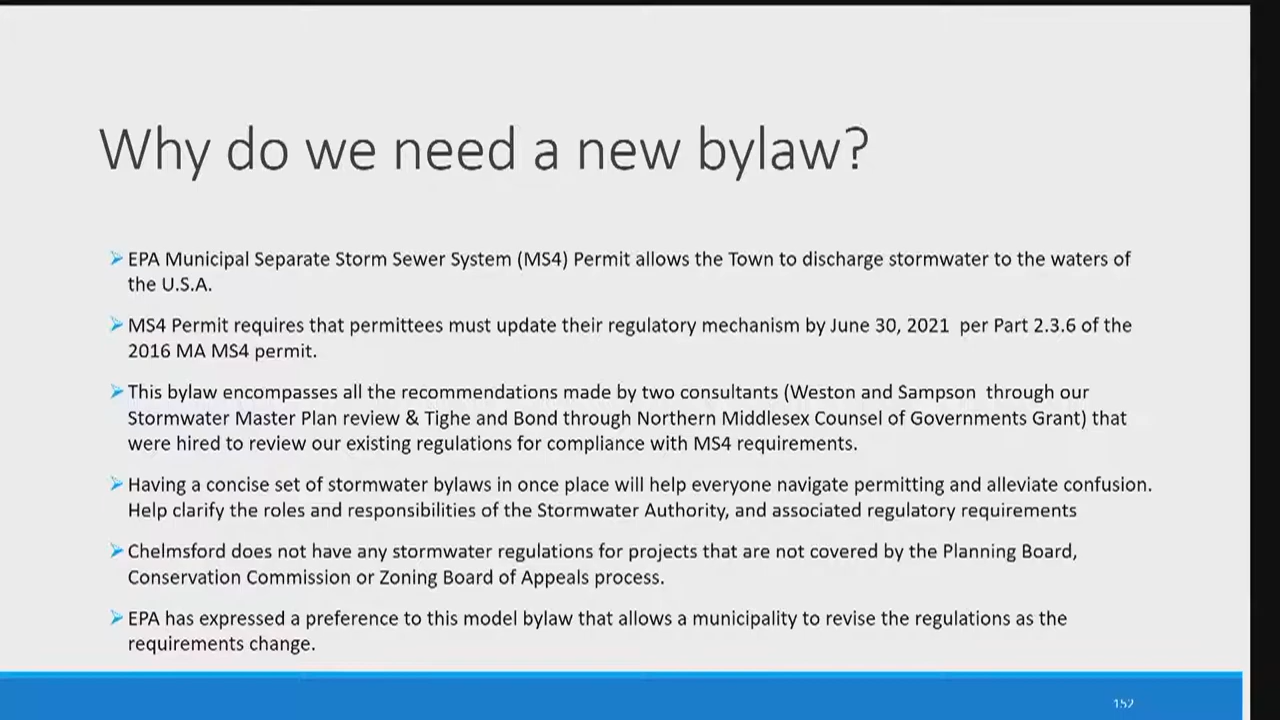 Why do we need a new bylaw?
EPA Municipal Separate Storm Sewer System (MS4) Permit allows the Town to discharge stormwater to the waters of
the U.S.A.
MS4 Permit requires that permittees must update their regulatory mechanism by June 30, 2021 per Part 2.3.6 of the
2016 MA MS4 permit.
This bylaw encompasses all the recommendations made by two consultants (Weston and Sampson through our
Stormwater Master Plan review & Tighe and Bond through Northern Middlesex Counsel of Governments Grant) that
were hired to review our existing regulations for compliance with MS4 requirements.
Having a concise set of stormwater bylaws in once place will help everyone navigate permitting and alleviate confusion.
Help clarify the roles and responsibilities of the Stormwater Authority, and associated regulatory requirements
Chelmsford does not have any stormwater regulations for projects that are not covered by the Planning Board,
Conservation Commission or Zoning Board of Appeals process.
EPA has expressed a preference to this model bylaw that allows a municipality to revise the regulations as the
requirements change.
152